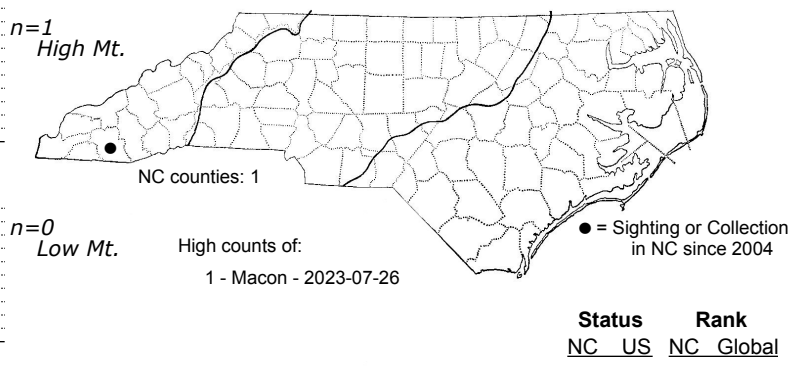 n=1
High Mt.
NC counties: 1
n=0
Low Mt.
High counts of:
1 - Macon - 2023-07-26
● = Sighting or Collection
in NC since 2004
Status Rank
NC US NC Global